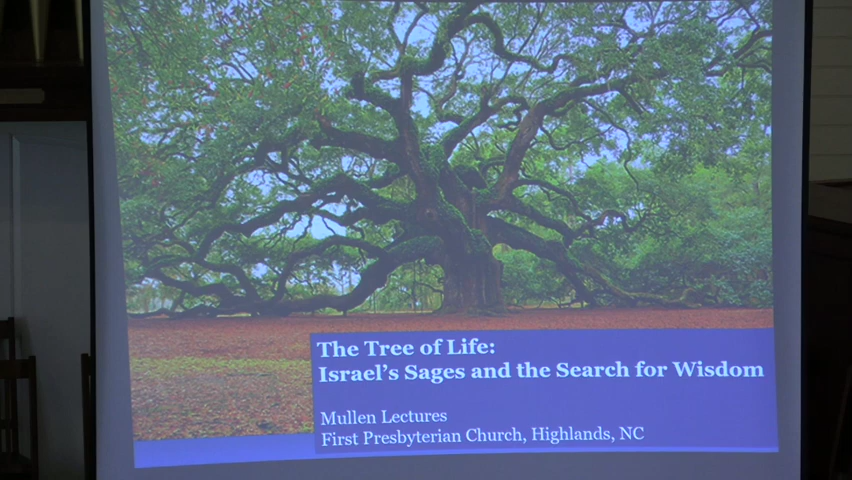 The Tree of Life:
Israel's Sages and the Search for Wisdom
Mullen Lectures
First Presbyterian Church, Highlands, NC